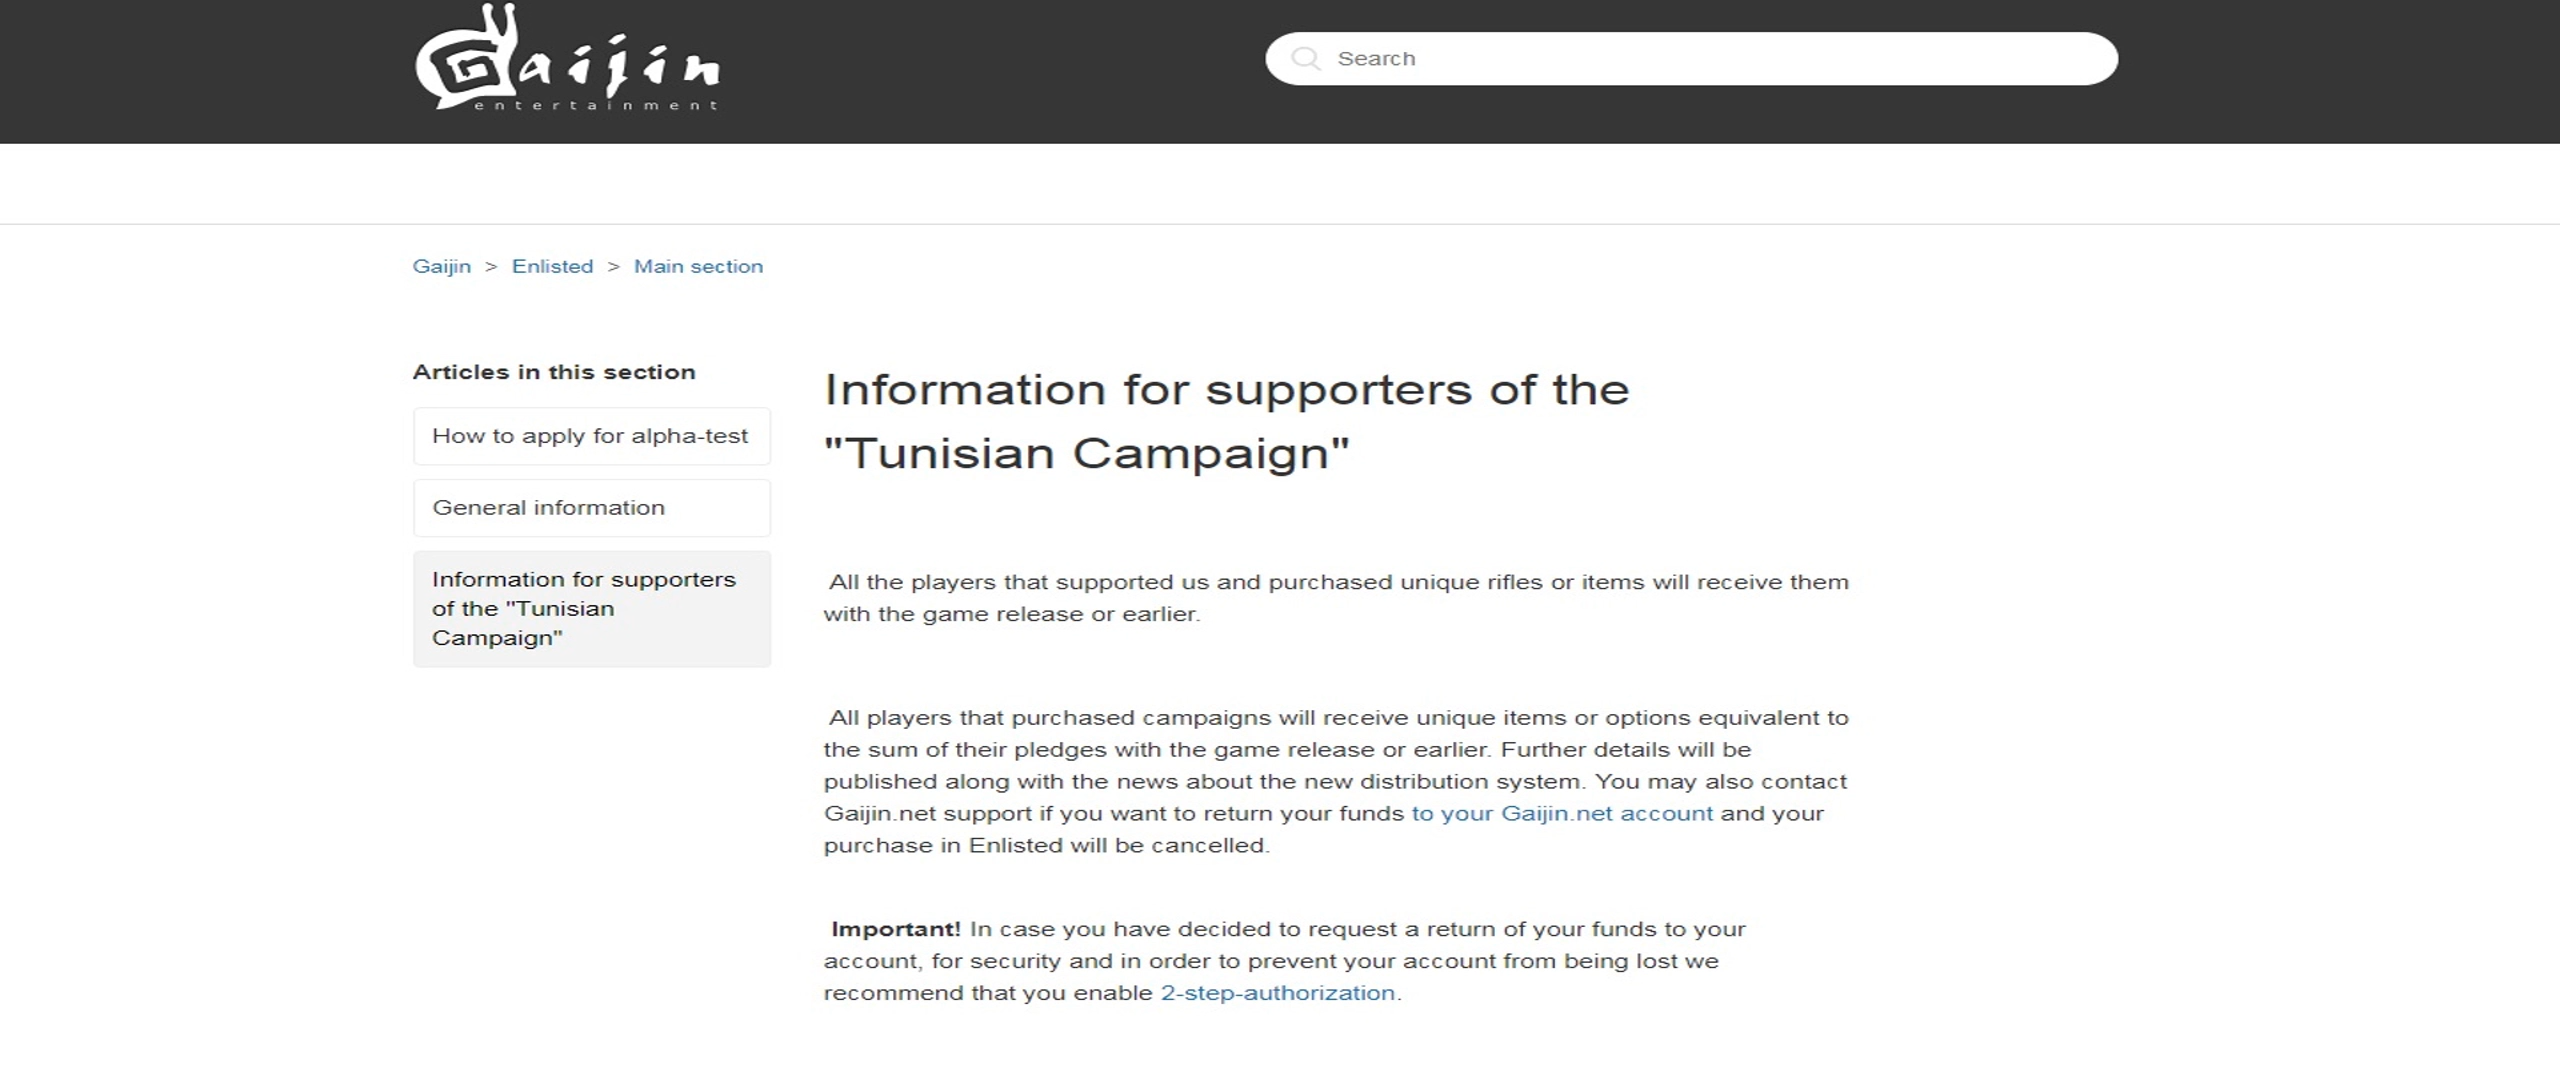 Gaijin
entertainment
Search
Gaijin > Enlisted > Main section
Articles in this section
How to apply for alpha-test
General information
Information for supporters
of the "Tunisian
Campaign"
Information for supporters of the
"Tunisian Campaign"
All the players that supported us and purchased unique rifles or items will receive them
with the game release or earlier.
All players that purchased campaigns will receive unique items or options equivalent to
the sum of their pledges with the game release or earlier. Further details will be
published along with the news about the new distribution system. You may also contact
Gaijin.net support if you want to return your funds to your Gaijin.net account and your
purchase in Enlisted will be cancelled.
Important! In case you have decided to request a return of your funds to your
account, for security and in order to prevent your account from being lost we
recommend that you enable 2-step-authorization.